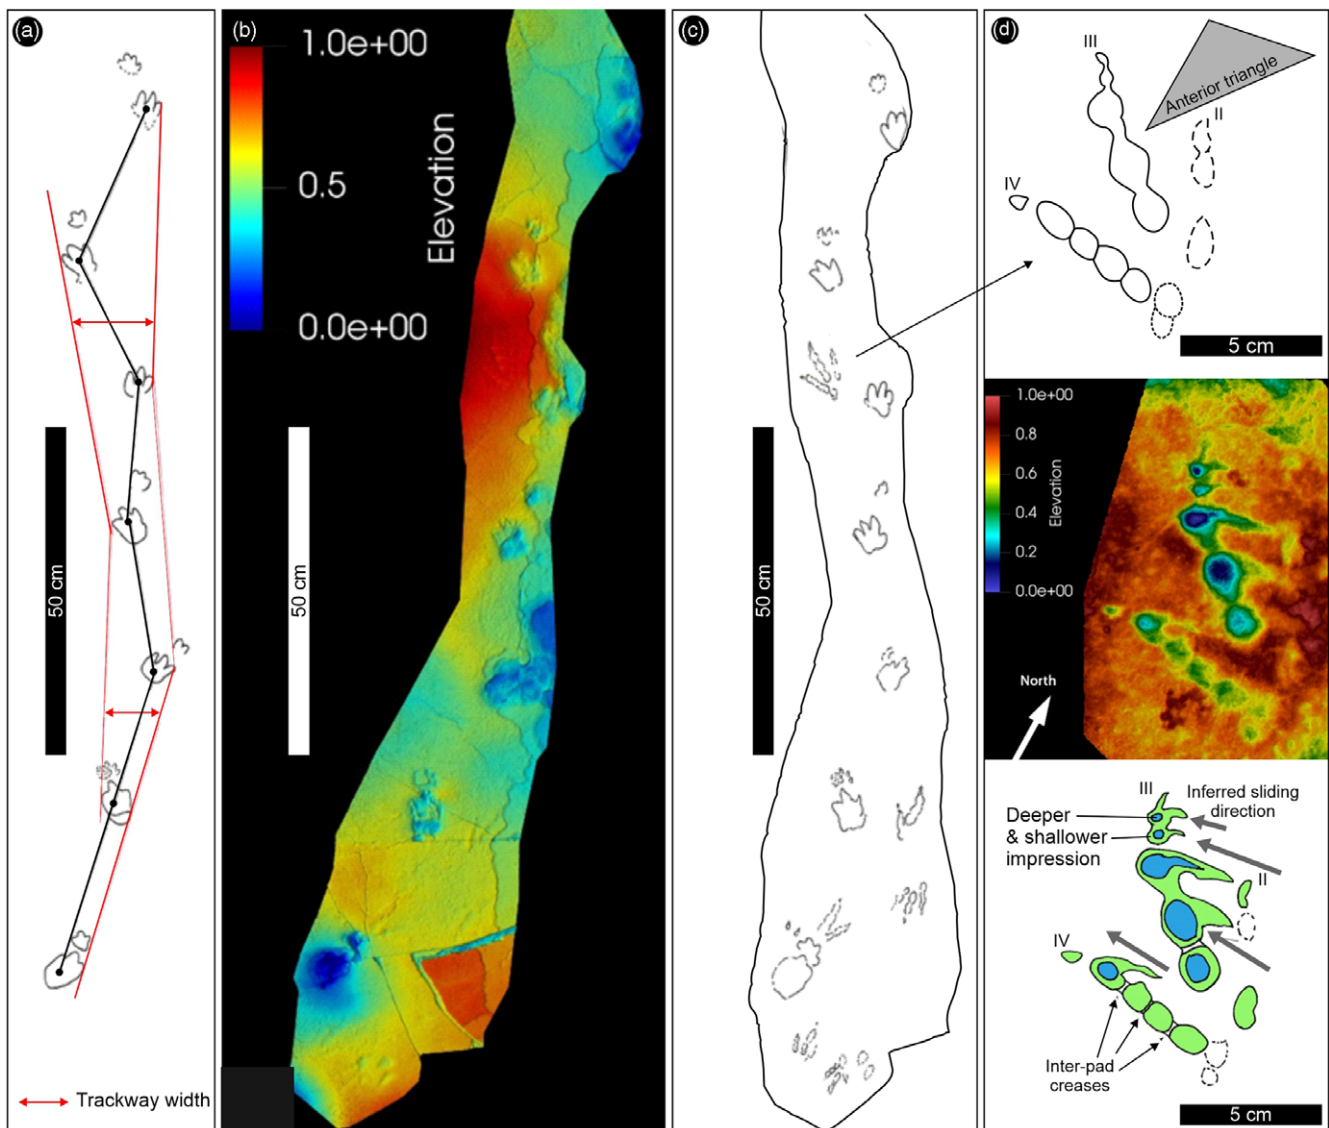 (a)
50 cm
Trackway width
(b)
1.0e+00
0.5
0.0e+00
Elevation
50 cm
(c)
50 cm
(d)
III
Anterior triangle
II
IV
5 cm
1.0e+00
0.8
0.6
0.4
0.2
0.0e+00
Elevation
North
III
Inferred sliding
direction
Deeper
& shallower
impression
II
IV
Inter-pad
creases
5 cm